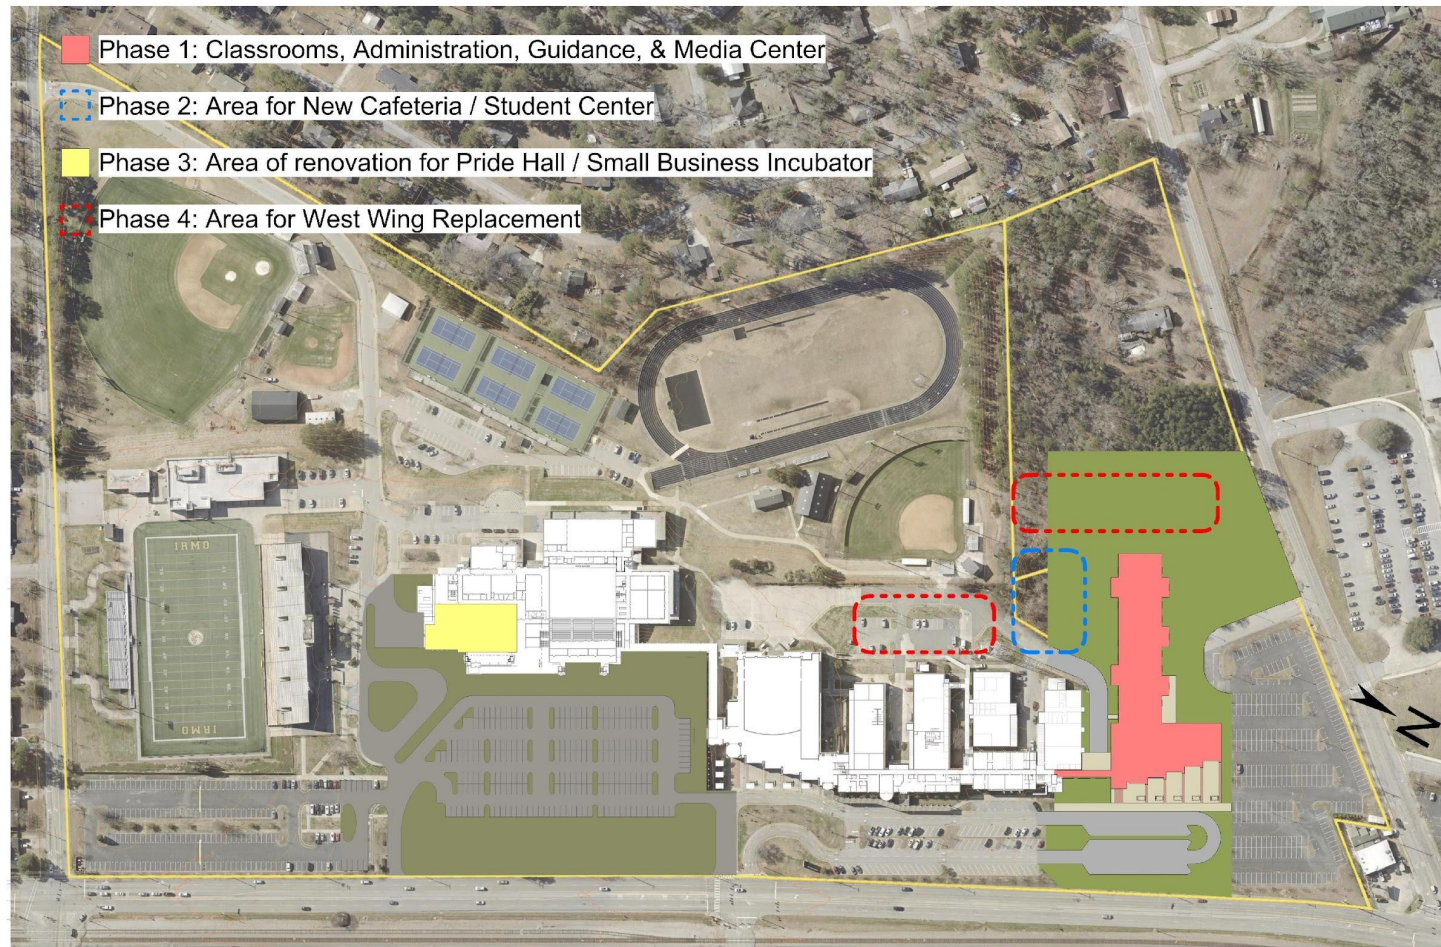 Phase 1: Classrooms, Administration, Guidance, & Media Center
Phase 2: Area for New Cafeteria / Student Center
Phase 3: Area of renovation for Pride Hall / Small Business Incubator
Phase 4: Area for West Wing Replacement
IRMO
IRMO
N